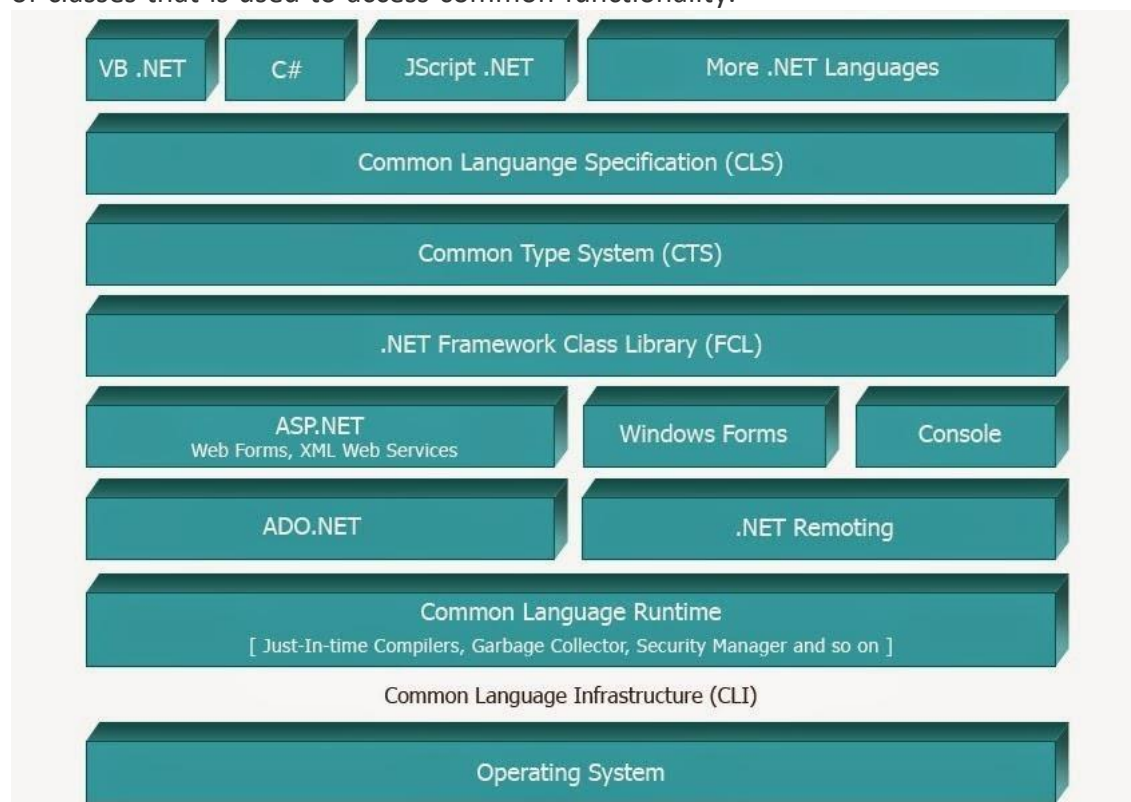 of classes that is used to access common functionality.
VB .NET
C#
JScript .NET
More .NET Languages
Common Languange Specification (CLS)
Common Type System (CTS)
.NET Framework Class Library (FCL)
ASP.NET
Web Forms, XML Web Services
Windows Forms
Console
ADO.NET
.NET Remoting
Common Language Runtime
[ Just-In-time Compilers, Garbage Collector, Security Manager and so on ]
Common Language Infrastructure (CLI)
Operating System